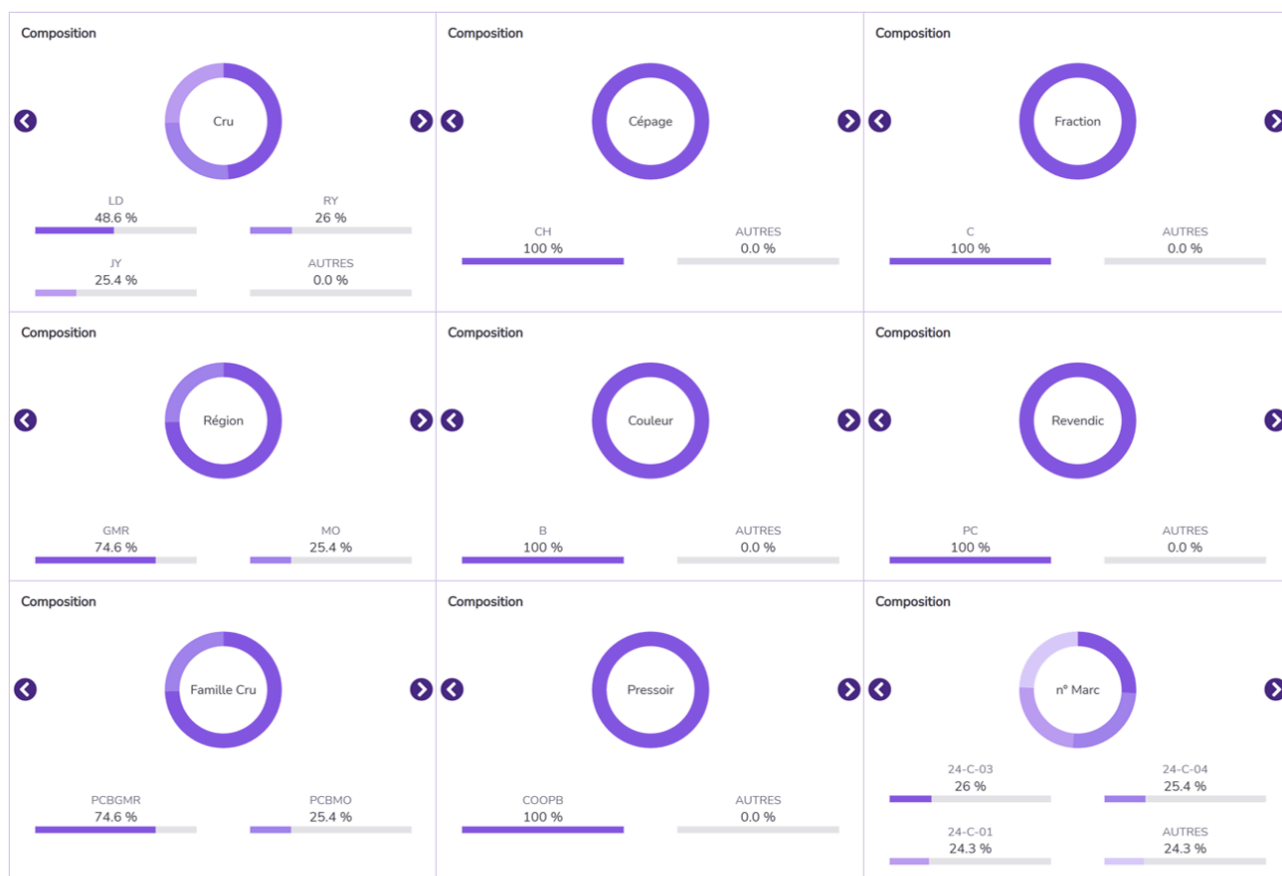 Composition
Cru
LD
48.6 %
RY
26 %
JY
25.4 %
AUTRES
0.0 %
Composition
Cépage
CH
100 %
AUTRES
0.0 %
Composition
Fraction
C
100 %
AUTRES
0.0 %
Composition
Région
GMR
74.6 %
MO
25.4 %
Composition
Couleur
B
100 %
AUTRES
0.0 %
Composition
Revendic
PC
100 %
AUTRES
0.0 %
Composition
Famille Cru
PCBGMR
74.6 %
PCBMO
25.4 %
Composition
Pressoir
COOPB
100 %
AUTRES
0.0 %
Composition
n° Marc
24-C-03
26 %
24-C-04
25.4 %
24-C-01
24.3 %
AUTRES
24.3 %